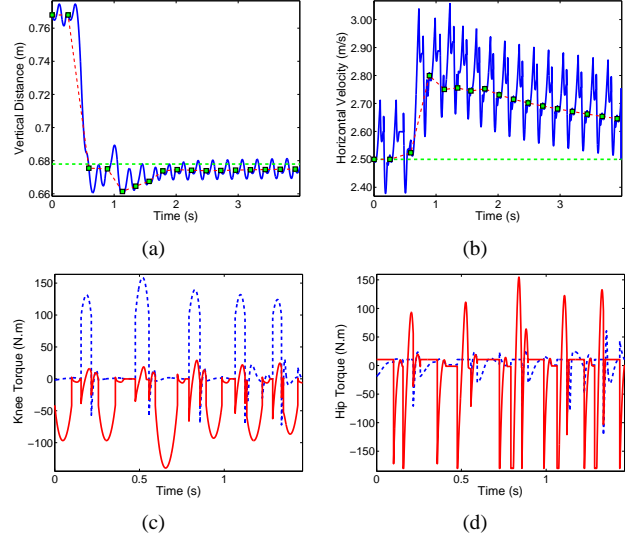 0.76
0.74
0.72
0.7
0.68
0.66
Vertical Distance (m)
0 1 2 3
Time (s)
(a)
3.00
2.90
2.80
2.70
2.60
2.50
2.40
Horizontal Velocity (m/s)
0 1 2 3
Time (s)
(b)
150
100
50
0
−50
−100
Knee Torque (N.m)
0 0.5 1
Time (s)
(c)
150
100
50
0
−50
−100
−150
Hip Torque (N.m)
0 0.5 1
Time (s)
(d)